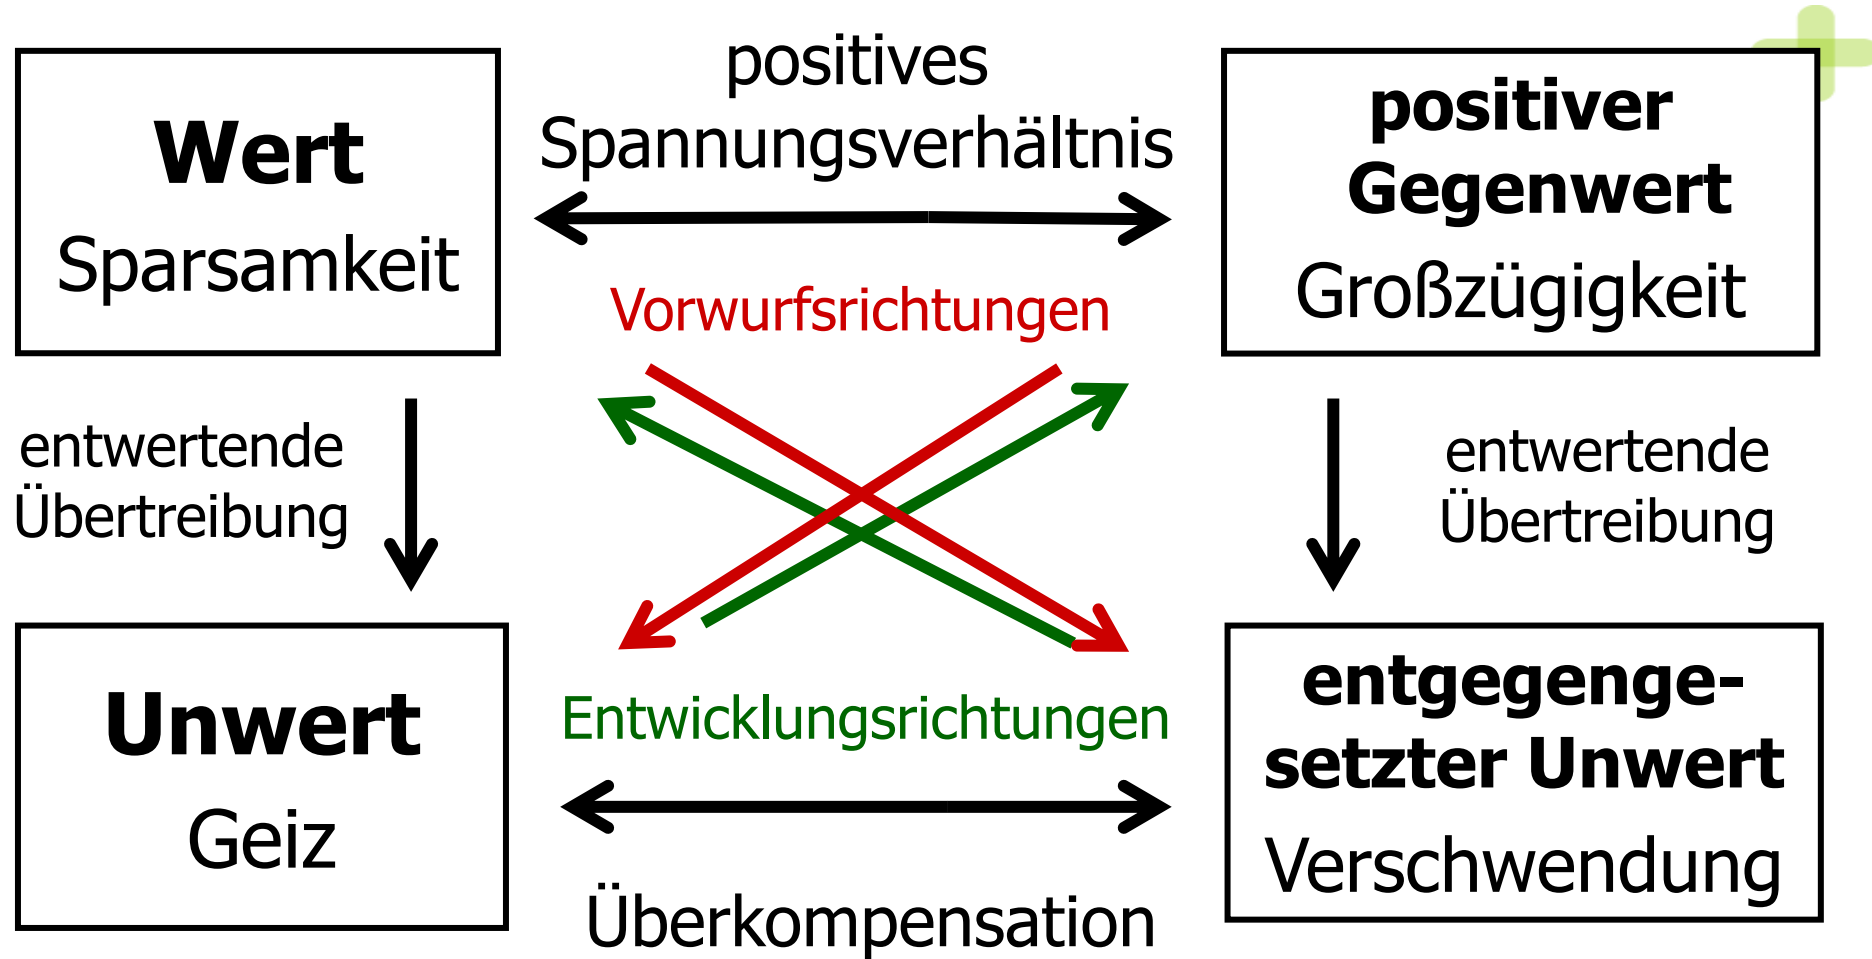 Wert
Sparsamkeit
positives
Spannungsverhältnis
positiver
Gegenwert
Großzügigkeit
Vorwurfsrichtungen
entwertende
Übertreibung
entwertende
Übertreibung
Entwicklungsrichtungen
Unwert
Geiz
Überkompensation
entgegenge-
setzter Unwert
Verschwendung